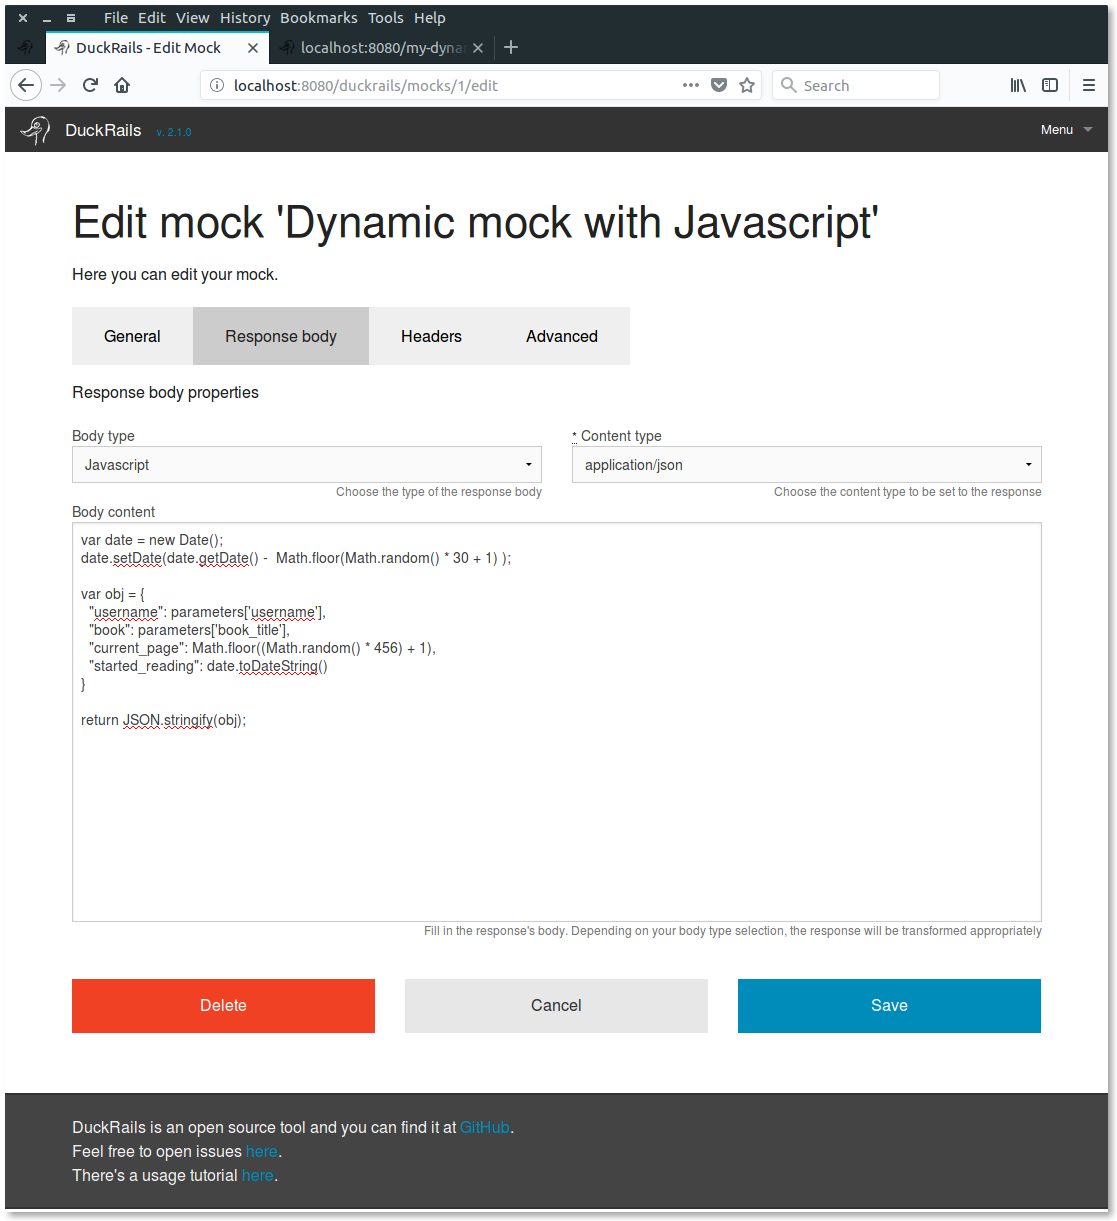 File Edit View History Bookmarks Tools Help
DuckRails - Edit Mock
localhost:8080/my-dyna
localhost:8080/duckrails/mocks/1/edit
Search
DuckRails v. 2.1.0
Menu
Edit mock 'Dynamic mock with Javascript'
Here you can edit your mock.
General Response body Headers Advanced
Response body properties
Body type
Javascript
Choose the type of the response body
* Content type
application/json
Choose the content type to be set to the response
Body content
var date = new Date();
date.setDate(date.getDate() -  Math.floor(Math.random() * 30 + 1) );
var obj = {
  "username": parameters['username'],
  "book": parameters['book_title'],
  "current_page": Math.floor((Math.random() * 456) + 1),
  "started_reading": date.toDateString()
}
return JSON.stringify(obj);
Fill in the response's body. Depending on your body type selection, the response will be transformed appropriately
Delete Cancel Save
DuckRails is an open source tool and you can find it at GitHub.
Feel free to open issues here.
There's a usage tutorial here.